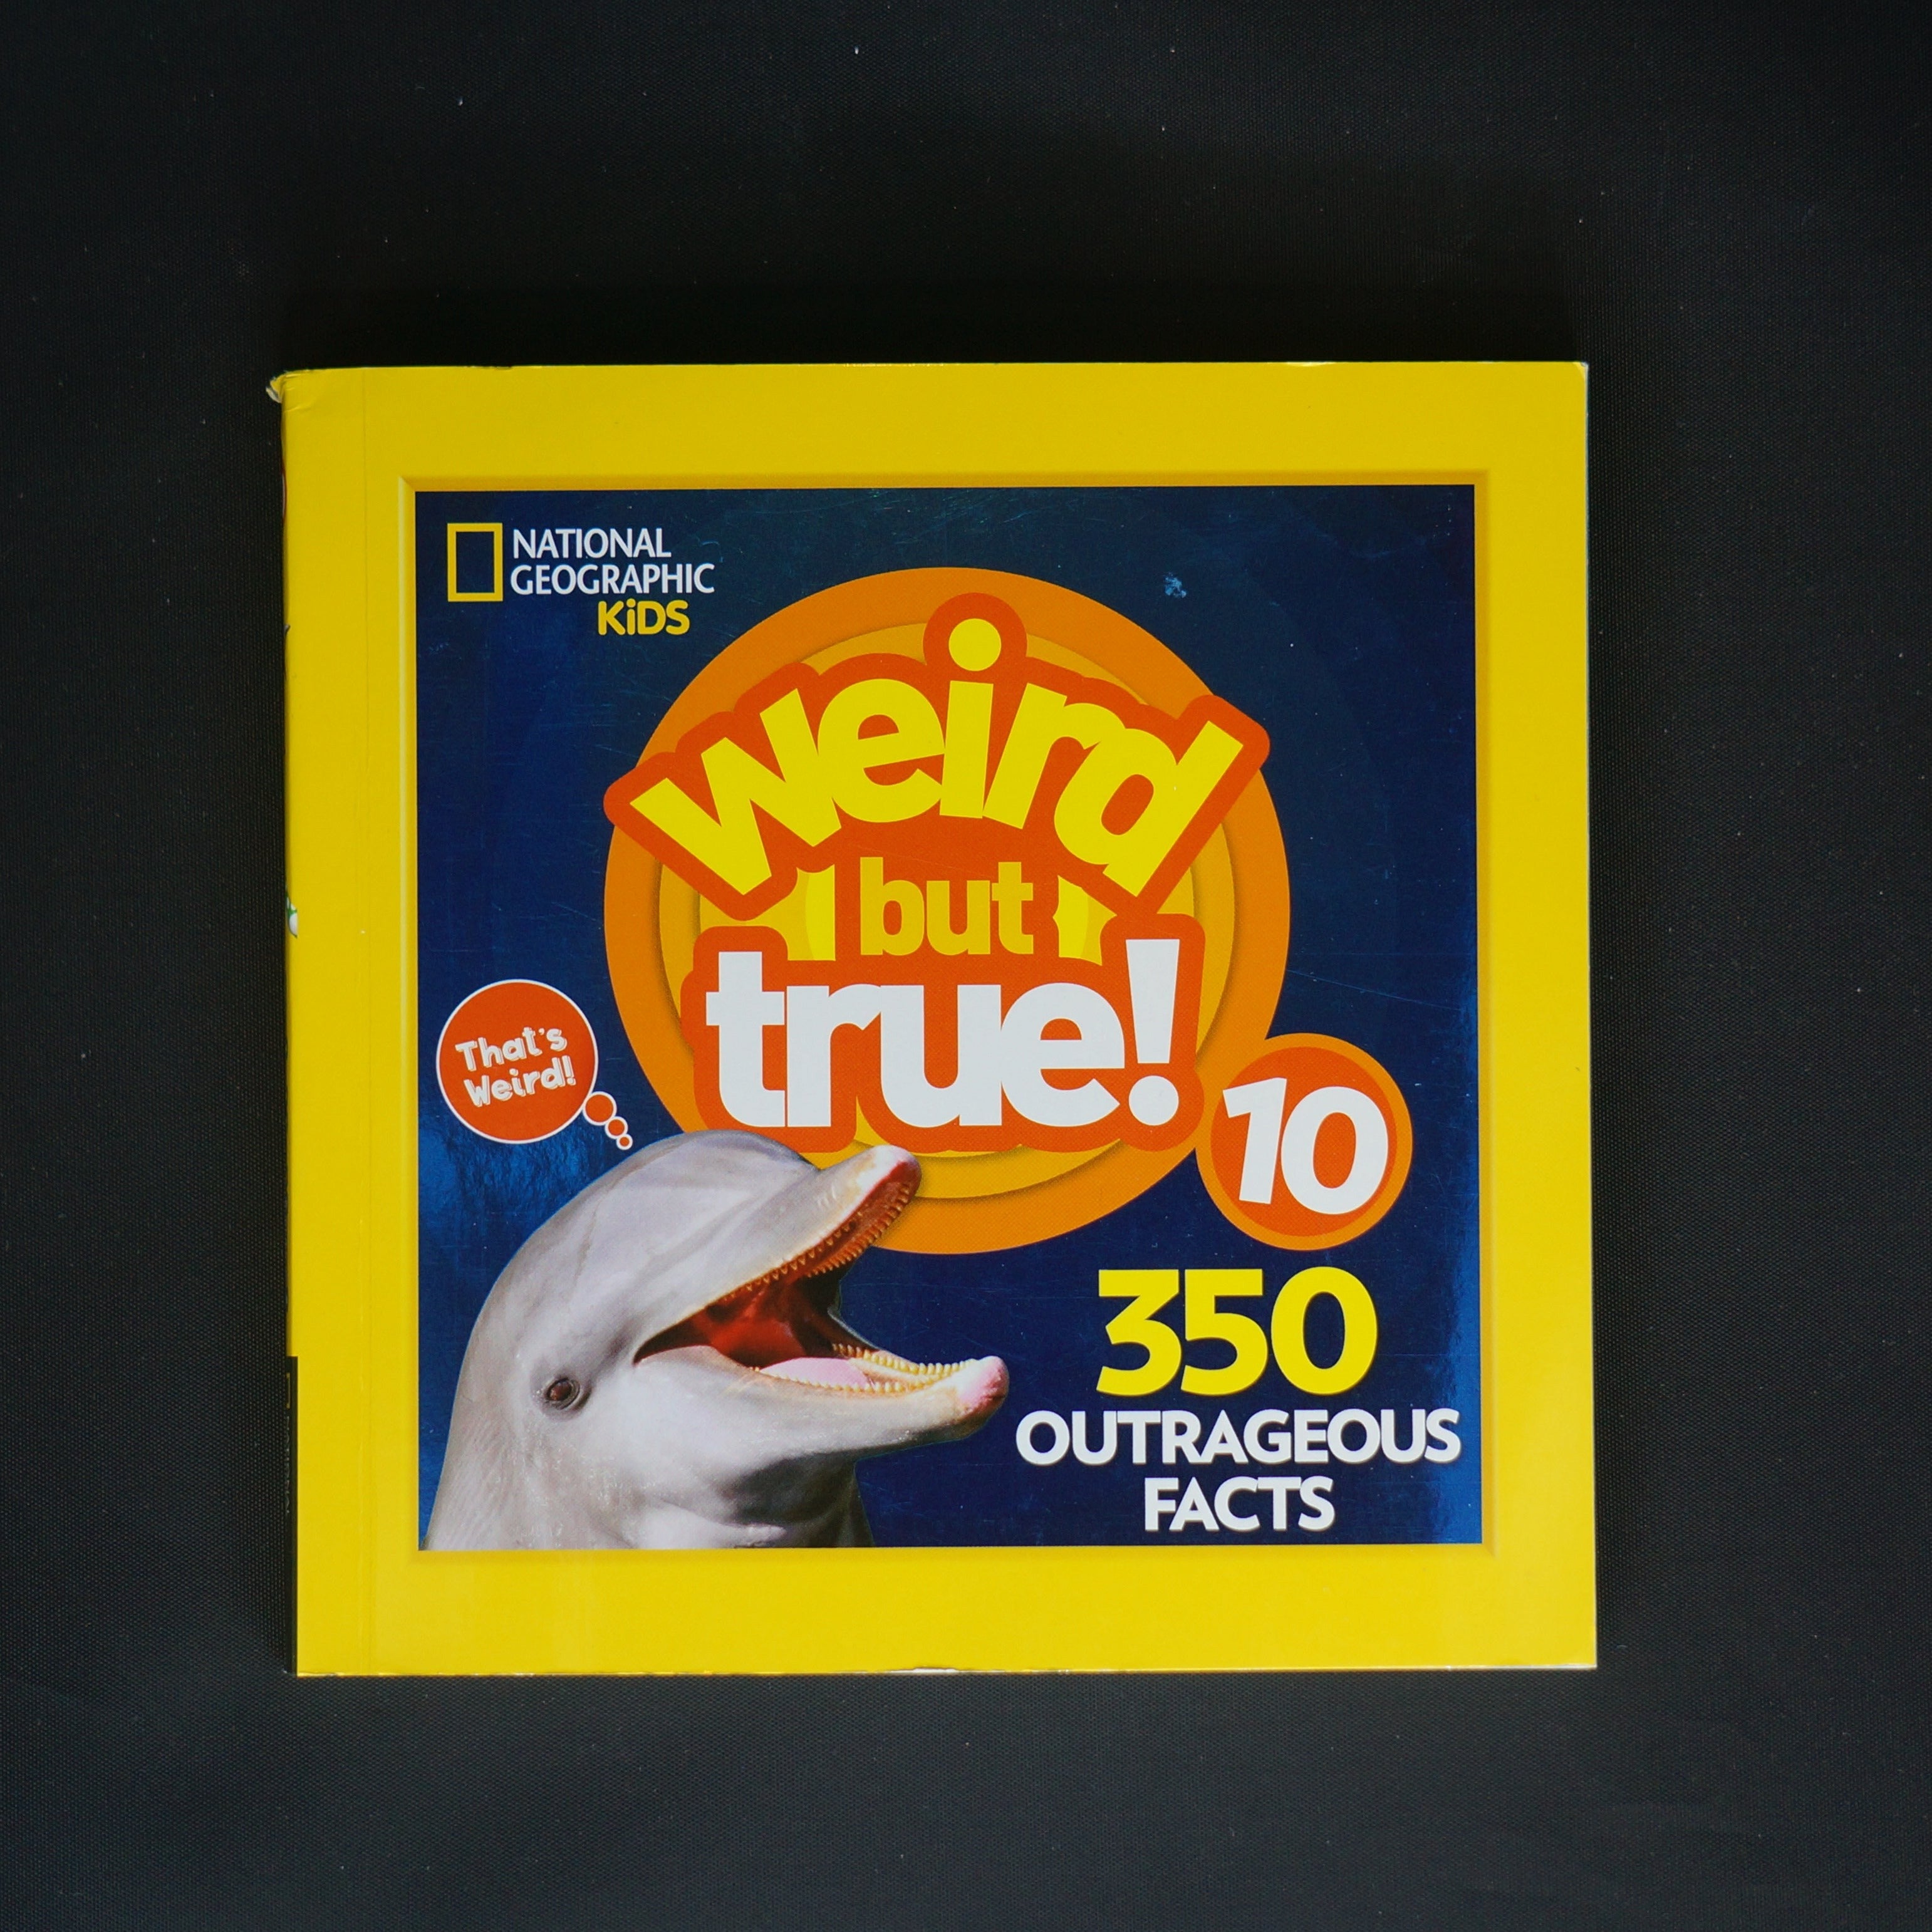 NATIONAL
GEOGRAPHIC
KiDS
weird
but
true!
That's
Weird!
10
350
OUTRAGEOUS
FACTS